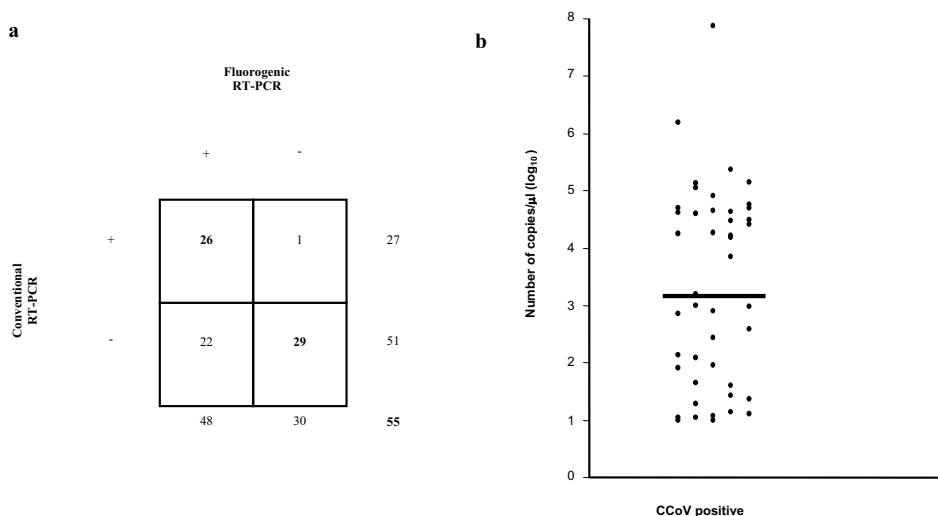 a
Fluorogenic
RT-PCR
+ -
Conventional
RT-PCR
+ 26 1 27
- 22 29 51
48 30 55
b
Number of copies/µl (log10)
8
7
6
5
4
3
2
1
0
CCoV positive